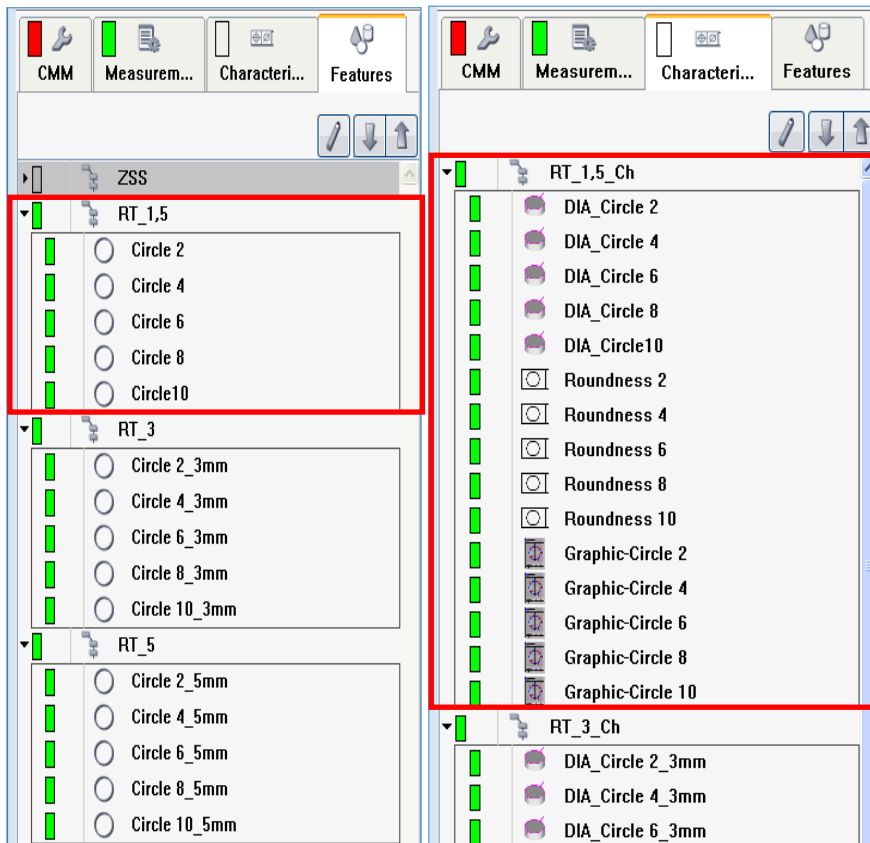 CMM
Measurem...
Characteri...
Features
ZSS
RT_1,5
Circle 2
Circle 4
Circle 6
Circle 8
Circle10
RT_3
Circle 2_3mm
Circle 4_3mm
Circle 6_3mm
Circle 8_3mm
Circle 10_3mm
RT_5
Circle 2_5mm
Circle 4_5mm
Circle 6_5mm
Circle 8_5mm
Circle 10_5mm
CMM
Measurem...
Characteri...
Features
RT_1,5_Ch
DIA_Circle 2
DIA_Circle 4
DIA_Circle 6
DIA_Circle 8
DIA_Circle10
Roundness 2
Roundness 4
Roundness 6
Roundness 8
Roundness 10
Graphic-Circle 2
Graphic-Circle 4
Graphic-Circle 6
Graphic-Circle 8
Graphic-Circle 10
RT_3_Ch
DIA_Circle 2_3mm
DIA_Circle 4_3mm
DIA_Circle 6_3mm